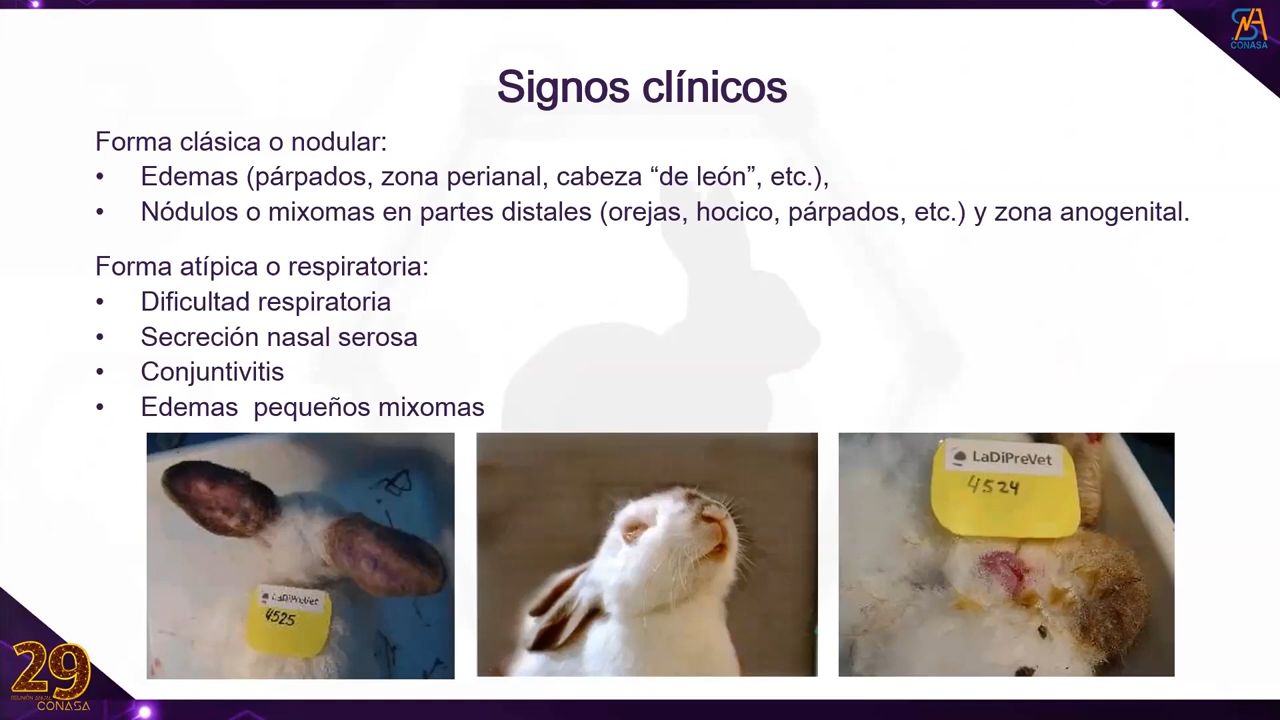 CONASA
Signos clínicos
Forma clásica o nodular:
• Edemas (párpados, zona perianal, cabeza “de león”, etc.),
• Nódulos o mixomas en partes distales (orejas, hocico, párpados, etc.) y zona anogenital.
Forma atípica o respiratoria:
• Dificultad respiratoria
• Secreción nasal serosa
• Conjuntivitis
• Edemas  pequeños mixomas
LaDiPreVet
4525
LaDiPreVet
4524
29
REUNIÓN ANUAL
CONASA